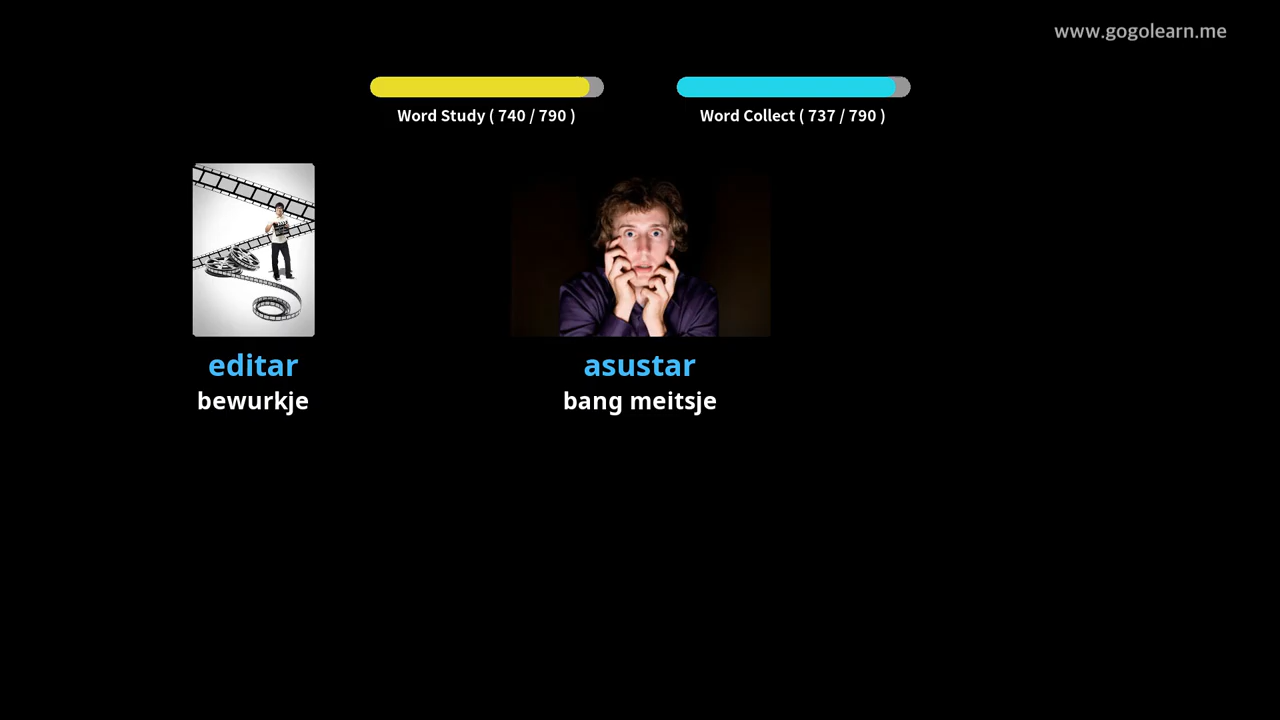 www.gogolearn.me
Word Study ( 740 / 790 )
Word Collect ( 737 / 790 )
editar
bewurkje
asustar
bang meitsje